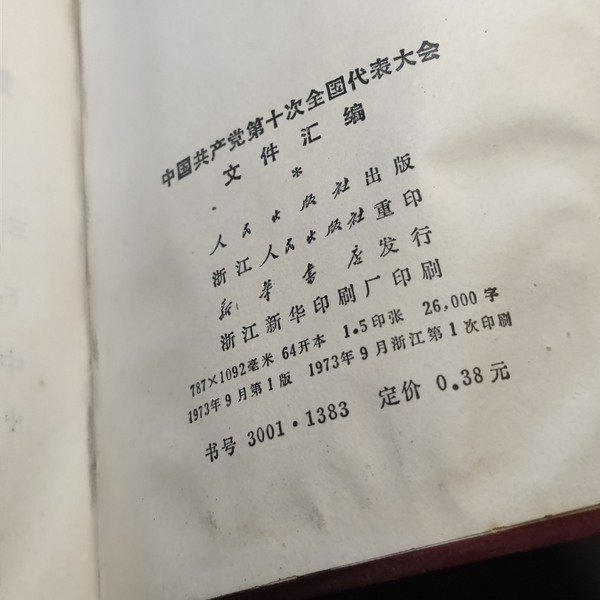 中国共产党第十次全国代表大会
文件汇编
*
人民出版社出版
浙江人民出版社重印
新华书店发行
浙江新华印刷厂印刷
787×1092毫米 64开本 1.5印张 26,000字
1973年9月第1版 1973年9月浙江第1次印刷
书号 3001·1383 定价 0.38元